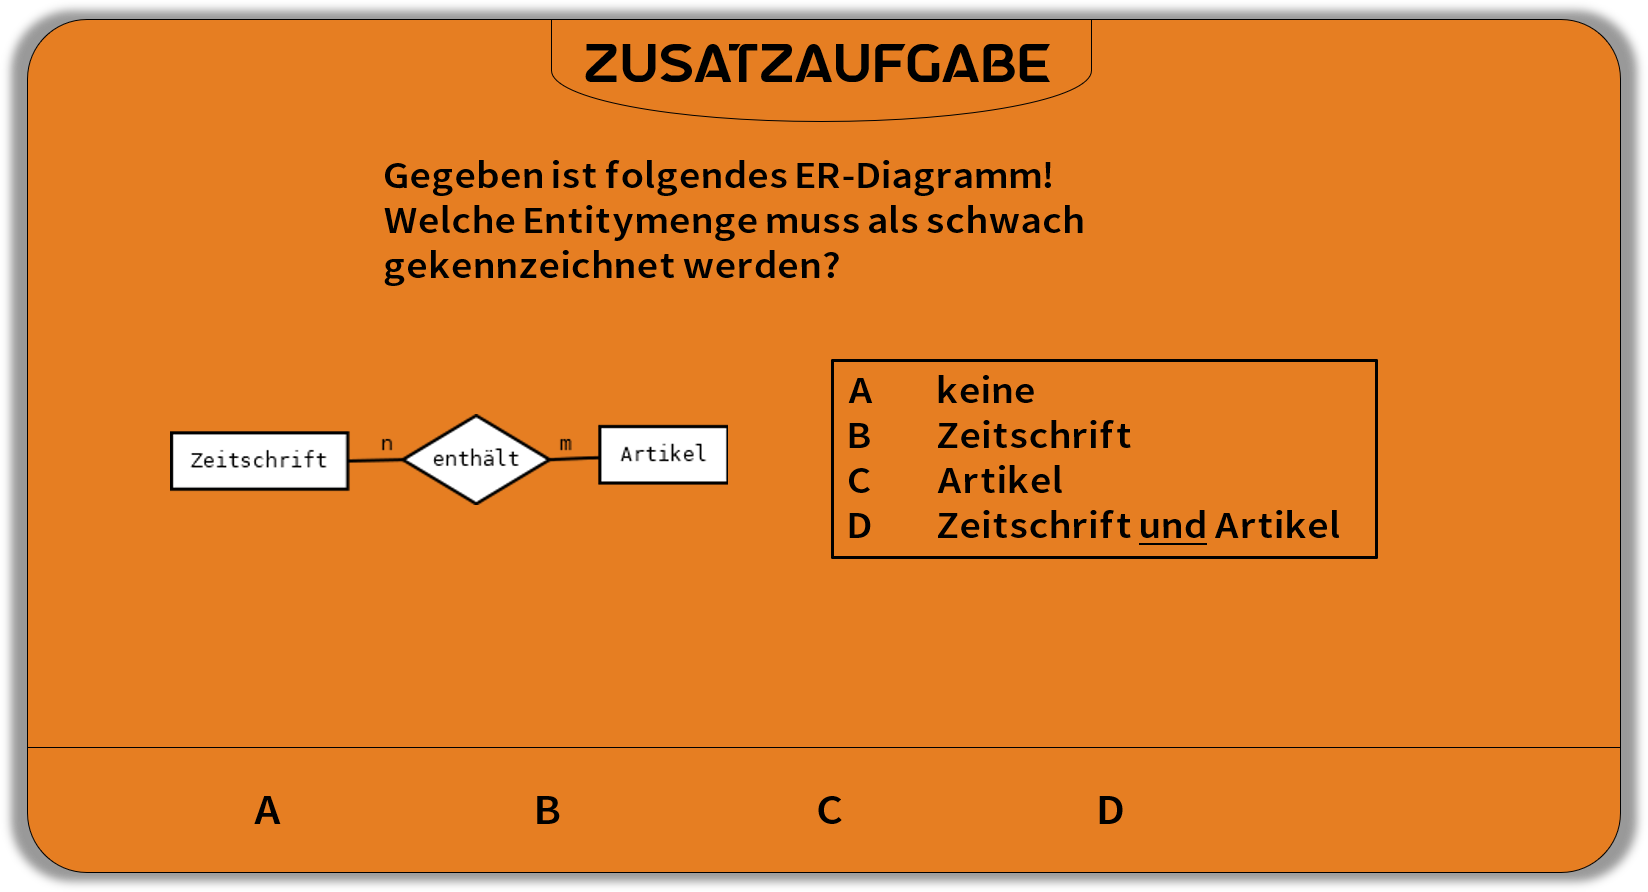 ZUSATZAUFGABE
Gegeben ist folgendes ER-Diagramm!
Welche Entitymenge muss als schwach
gekennzeichnet werden?
Zeitschrift n enthält m Artikel
A keine
B Zeitschrift
C Artikel
D Zeitschrift und Artikel
A B C D